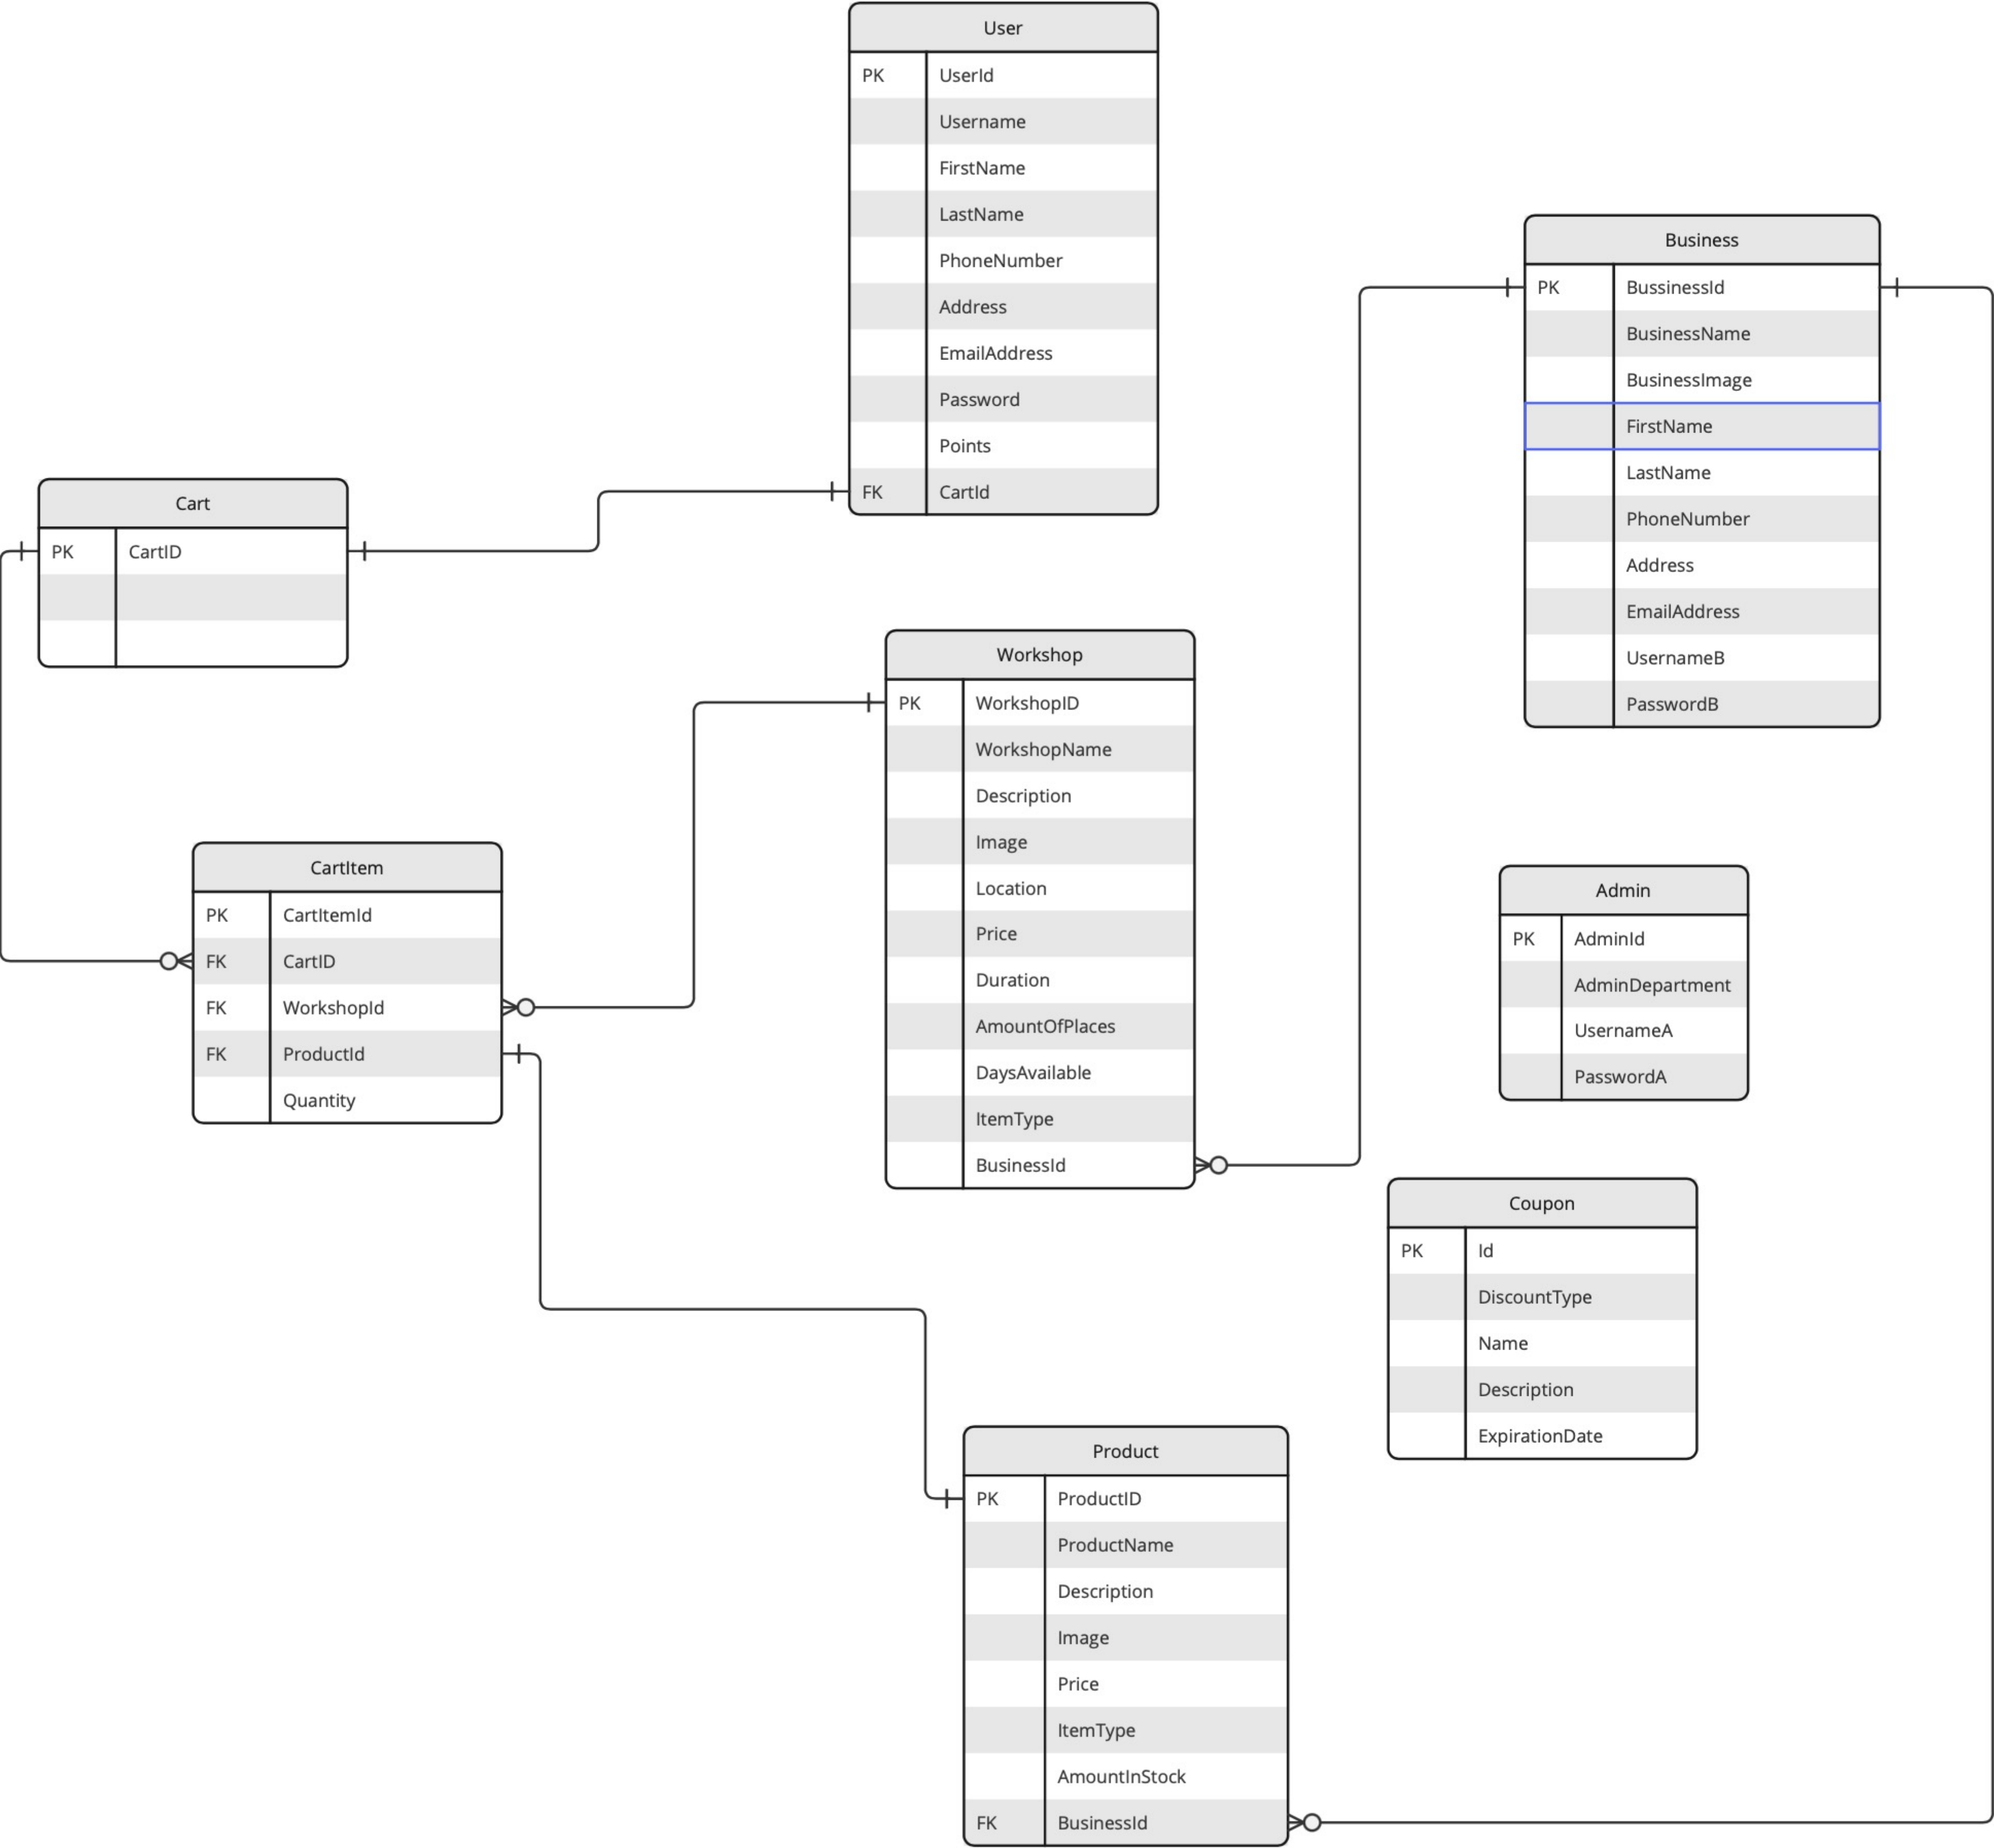 User
PK UserId
Username
FirstName
LastName
PhoneNumber
Address
EmailAddress
Password
Points
FK CartId
Business
PK BussinessId
BusinessName
BusinessImage
FirstName
LastName
PhoneNumber
Address
EmailAddress
UsernameB
PasswordB
Cart
PK CartID
Workshop
PK WorkshopID
WorkshopName
Description
Image
Location
Price
Duration
AmountOfPlaces
DaysAvailable
ItemType
BusinessId
CartItem
PK CartItemId
FK CartID
FK WorkshopId
FK ProductId
Quantity
Admin
PK AdminId
AdminDepartment
UsernameA
PasswordA
Coupon
PK Id
DiscountType
Name
Description
ExpirationDate
Product
PK ProductID
ProductName
Description
Image
Price
ItemType
AmountInStock
FK BusinessId